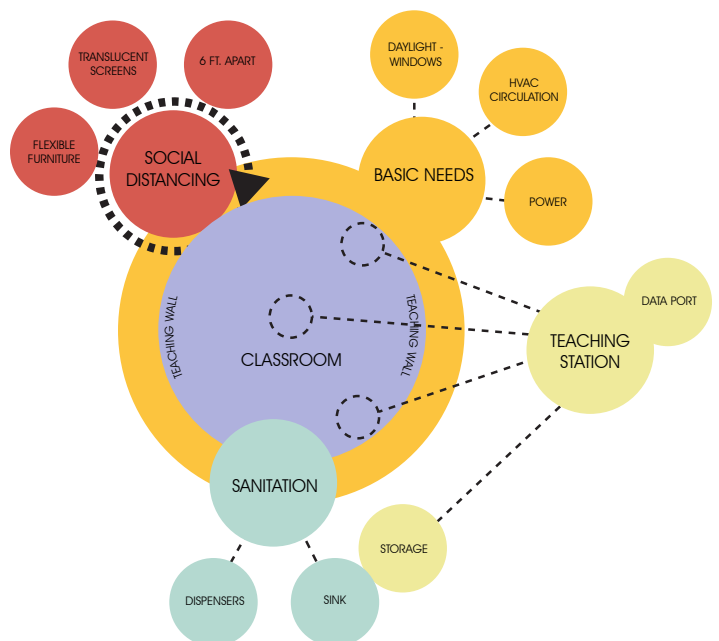 TRANSLUCENT
SCREENS
6 FT. APART
FLEXIBLE
FURNITURE
SOCIAL
DISTANCING
DAYLIGHT -
WINDOWS
HVAC
CIRCULATION
BASIC NEEDS
POWER
TEACHING WALL
CLASSROOM
TEACHING WALL
DATA PORT
TEACHING
STATION
SANITATION
STORAGE
DISPENSERS
SINK